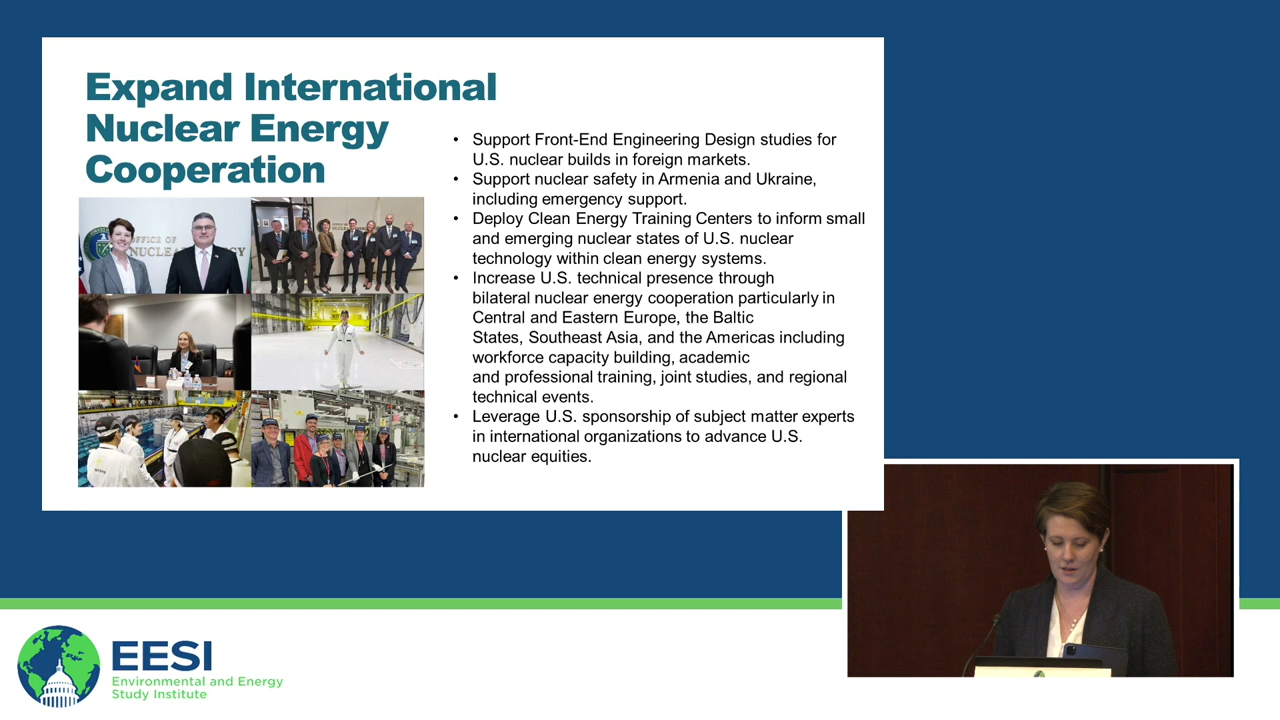 Expand International
Nuclear Energy
Cooperation
• Support Front-End Engineering Design studies for
U.S. nuclear builds in foreign markets.
• Support nuclear safety in Armenia and Ukraine,
including emergency support.
• Deploy Clean Energy Training Centers to inform small
and emerging nuclear states of U.S. nuclear
technology within clean energy systems.
• Increase U.S. technical presence through
bilateral nuclear energy cooperation particularly in
Central and Eastern Europe, the Baltic
States, Southeast Asia, and the Americas including
workforce capacity building, academic
and professional training, joint studies, and regional
technical events.
• Leverage U.S. sponsorship of subject matter experts
in international organizations to advance U.S.
nuclear equities.
OFFICE OF
NUCLEAR ENERGY
EESI
Environmental and Energy
Study Institute